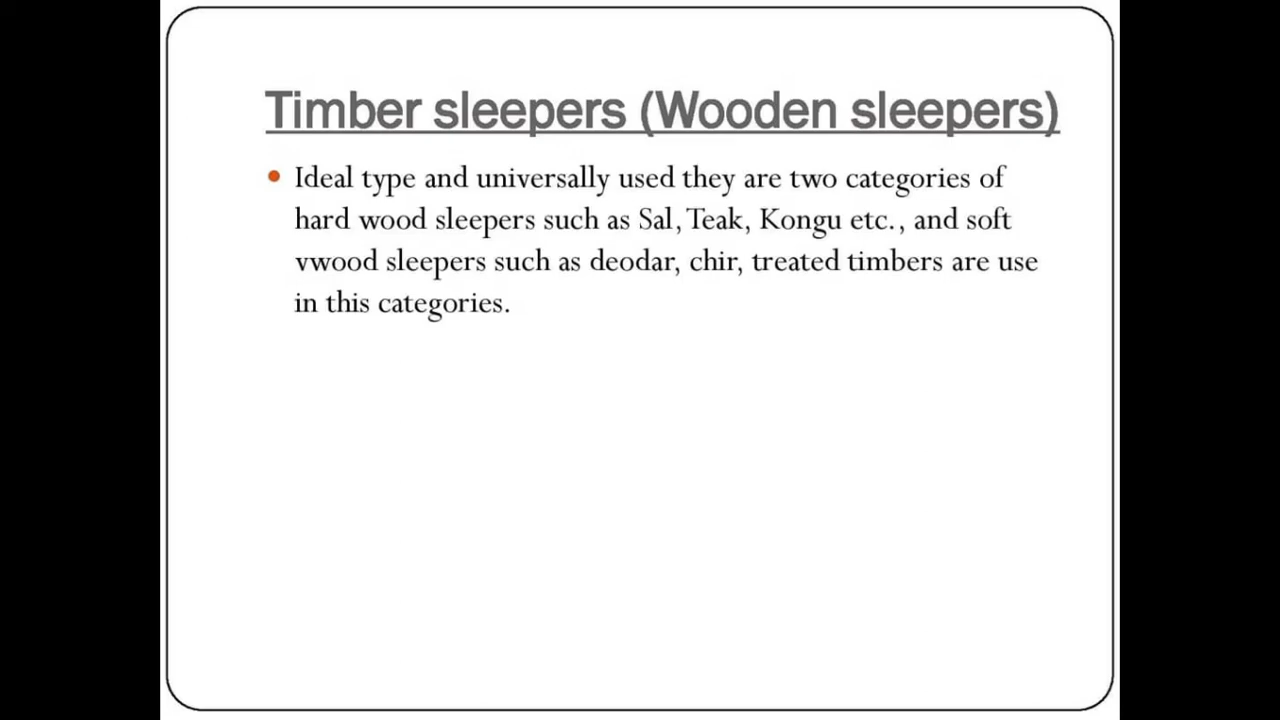 Timber sleepers (Wooden sleepers)
• Ideal type and universally used they are two categories of
hard wood sleepers such as Sal, Teak, Kongu etc., and soft
vwood sleepers such as deodar, chir, treated timbers are use
in this categories.